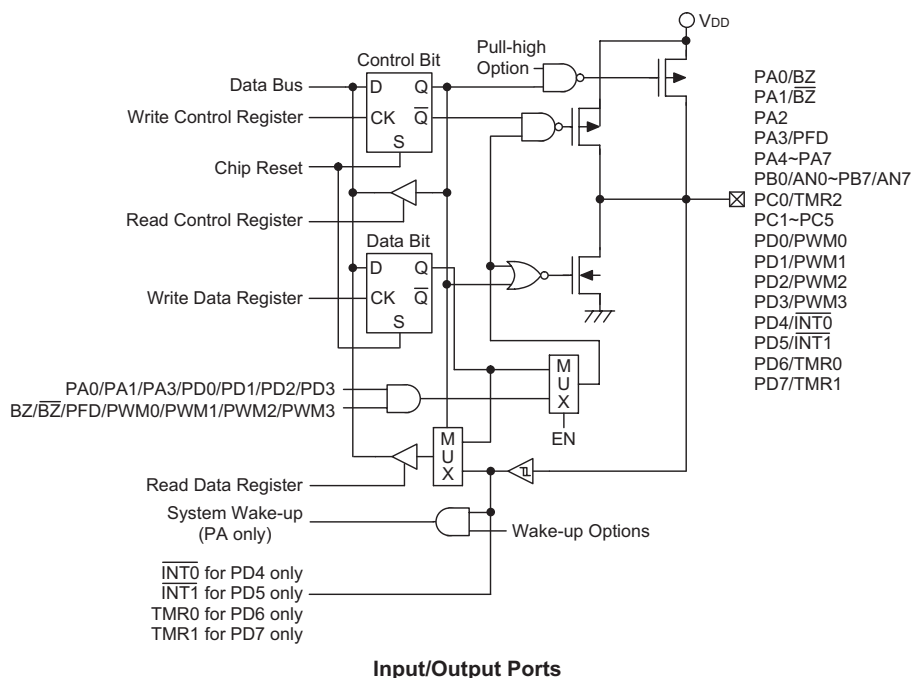 VDD
Pull-high
Option
Control Bit
Data Bus
D
Q
Write Control Register
CK
Q̅
S
Chip Reset
Read Control Register
Data Bit
D
Q
Write Data Register
CK
Q̅
S
PA0/PA1/PA3/PD0/PD1/PD2/PD3
BZ/B̅Z̅/PFD/PWM0/PWM1/PWM2/PWM3
M
U
X
EN
M
U
X
Read Data Register
System Wake-up
(PA only)
Wake-up Options
I̅N̅T̅0̅ for PD4 only
I̅N̅T̅1̅ for PD5 only
TMR0 for PD6 only
TMR1 for PD7 only
PA0/BZ
PA1/B̅Z̅
PA2
PA3/PFD
PA4~PA7
PB0/AN0~PB7/AN7
PC0/TMR2
PC1~PC5
PD0/PWM0
PD1/PWM1
PD2/PWM2
PD3/PWM3
PD4/I̅N̅T̅0̅
PD5/I̅N̅T̅1̅
PD6/TMR0
PD7/TMR1
Input/Output Ports